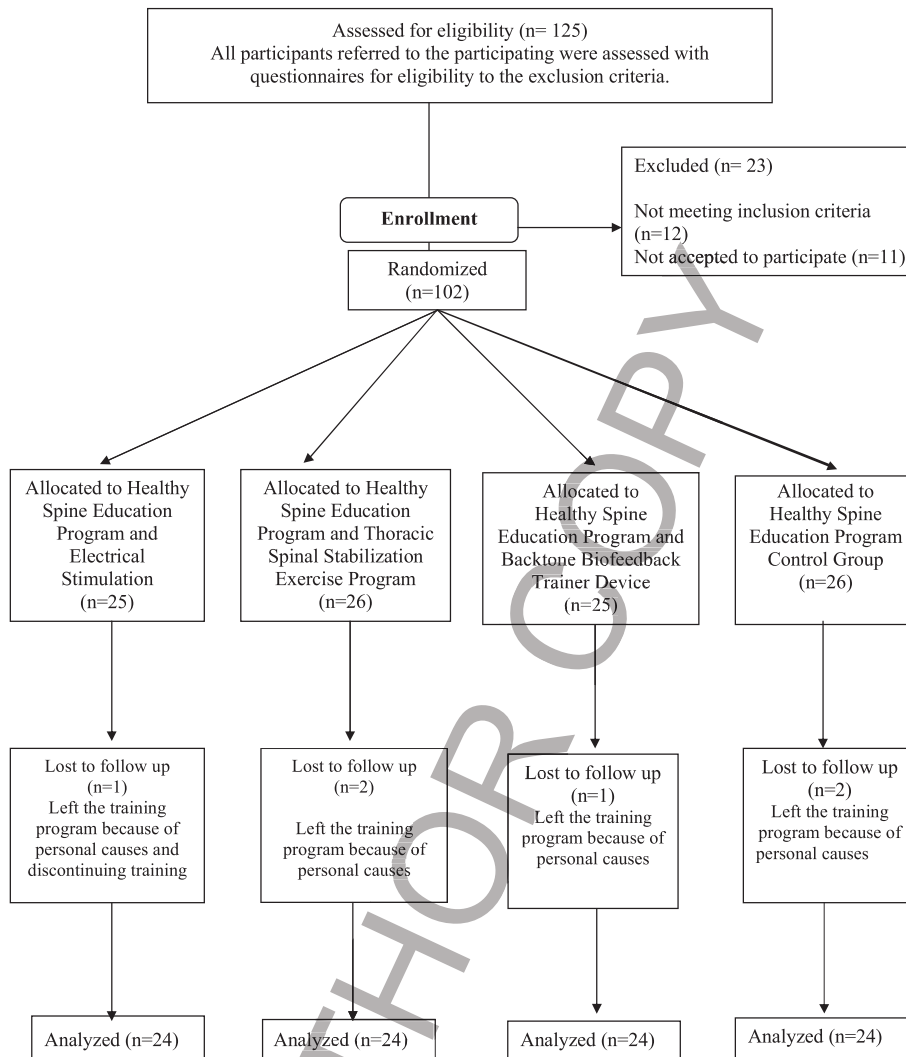 Assessed for eligibility (n= 125)
All participants referred to the participating were assessed with
questionnaires for eligibility to the exclusion criteria.
Excluded (n= 23)
Not meeting inclusion criteria
(n=12)
Not accepted to participate (n=11)
Enrollment
Randomized
(n=102)
Allocated to Healthy
Spine Education
Program and
Electrical
Stimulation
(n=25)
Allocated to Healthy
Spine Education
Program and Thoracic
Spinal Stabilization
Exercise Program
(n=26)
Allocated to
Healthy Spine
Education Program and
Backtone Biofeedback
Trainer Device
(n=25)
Allocated to
Healthy Spine
Education Program
Control Group
(n=26)
Lost to follow up
(n=1)
Left the training
program because of
personal causes and
discontinuing training
Lost to follow up
(n=2)
Left the training
program because of
personal causes
Lost to follow up
(n=1)
Left the training
program because of
personal causes
Lost to follow up
(n=2)
Left the training
program because of
personal causes
Analyzed (n=24)
Analyzed (n=24)
Analyzed (n=24)
Analyzed (n=24)
THOR COPY